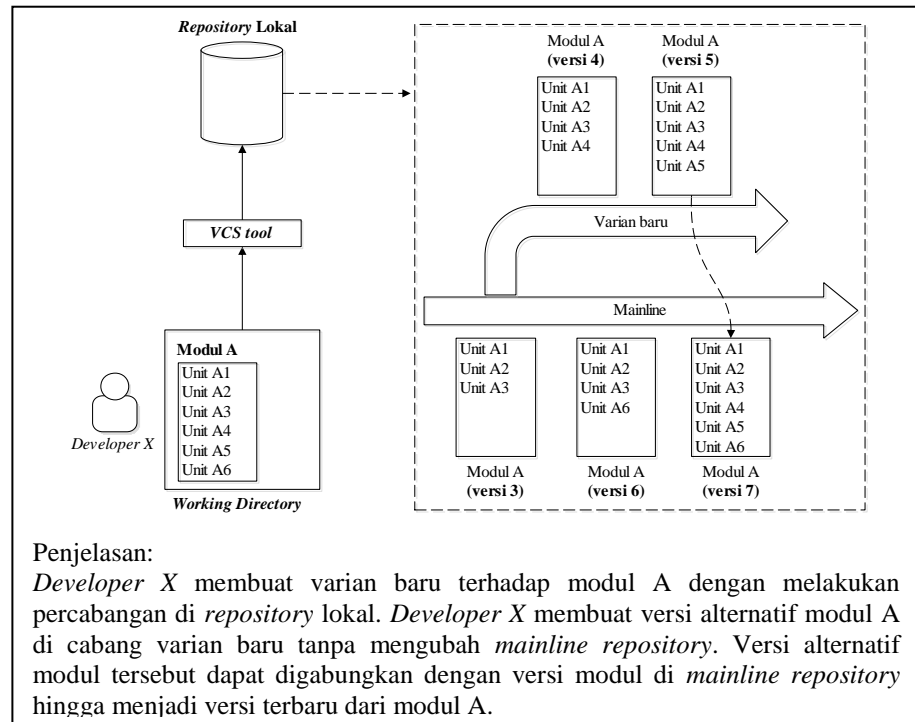 Repository Lokal
Modul A
(versi 4)
Modul A
(versi 5)
Unit A1
Unit A2
Unit A3
Unit A4
Unit A1
Unit A2
Unit A3
Unit A4
Unit A5
VCS tool
Varian baru
Mainline
Modul A
Unit A1
Unit A2
Unit A3
Unit A4
Unit A5
Unit A6
Developer X
Working Directory
Unit A1
Unit A2
Unit A3
Unit A1
Unit A2
Unit A3
Unit A6
Unit A1
Unit A2
Unit A3
Unit A4
Unit A5
Unit A6
Modul A
(versi 3)
Modul A
(versi 6)
Modul A
(versi 7)
Penjelasan:
Developer X membuat varian baru terhadap modul A dengan melakukan
percabangan di repository lokal. Developer X membuat versi alternatif modul A
di cabang varian baru tanpa mengubah mainline repository. Versi alternatif
modul tersebut dapat digabungkan dengan versi modul di mainline repository
hingga menjadi versi terbaru dari modul A.